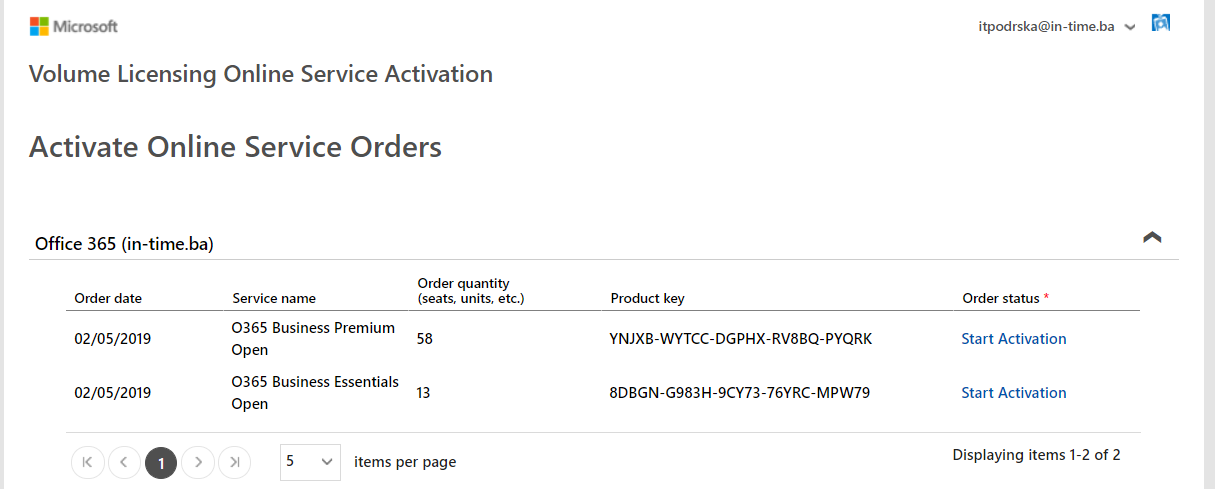 Microsoft
itpodrska@in-time.ba
Volume Licensing Online Service Activation
Activate Online Service Orders
Office 365 (in-time.ba)
Order date
Service name
Order quantity
(seats, units, etc.)
Product key
Order status *
02/05/2019
O365 Business Premium
Open
58
YNJXB-WYTCC-DGPHX-RV8BQ-PYQRK
Start Activation
02/05/2019
O365 Business Essentials
Open
13
8DBGN-G983H-9CY73-76YRC-MPW79
Start Activation
1
5
items per page
Displaying items 1-2 of 2